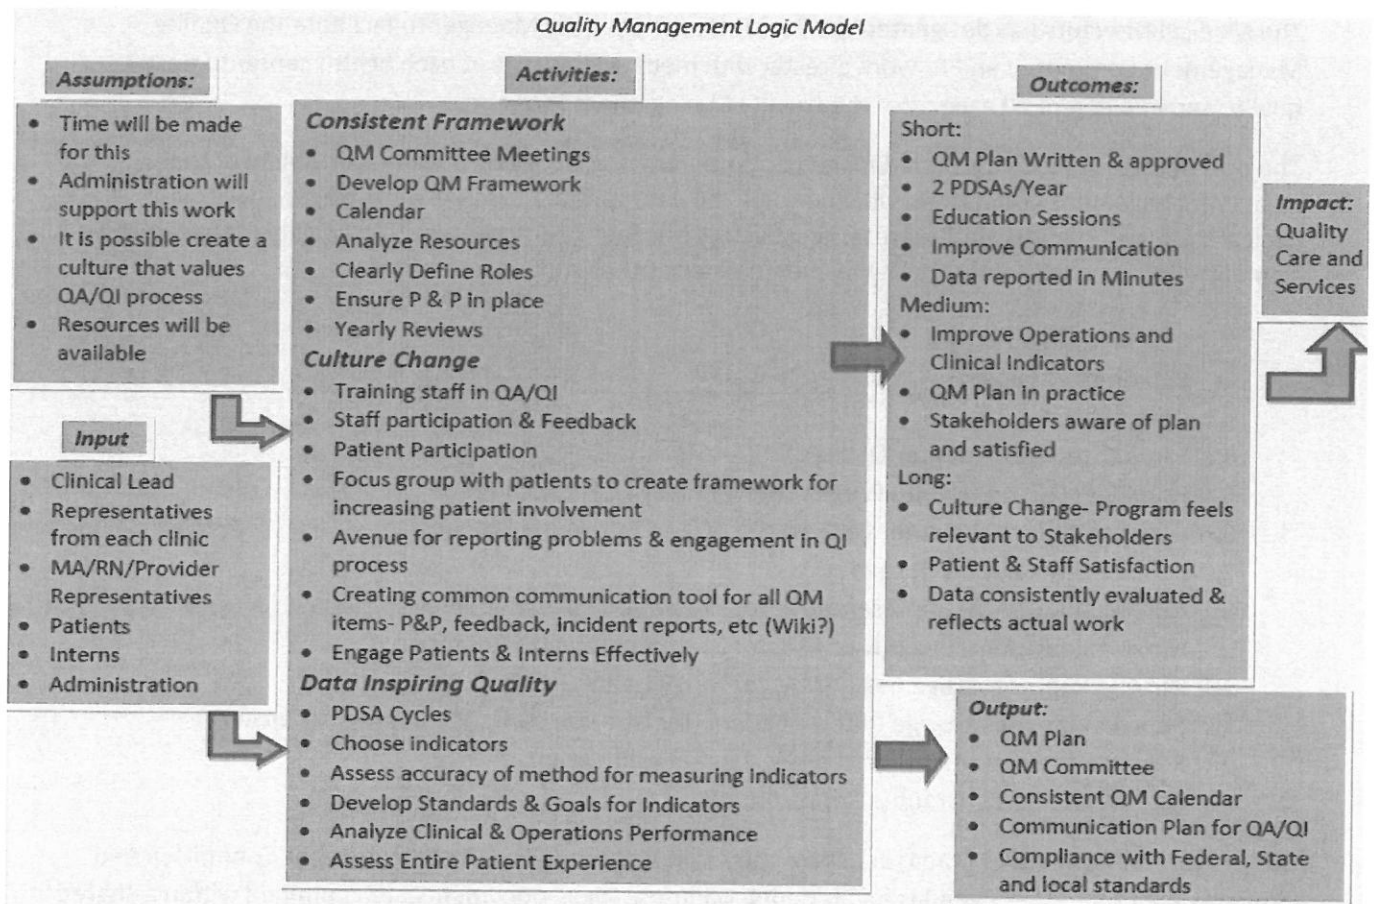 Quality Management Logic Model
Assumptions:
• Time will be made
for this
• Administration will
support this work
• It is possible create a
culture that values
QA/QI process
• Resources will be
available
Input
• Clinical Lead
• Representatives
from each clinic
• MA/RN/Provider
Representatives
• Patients
• Interns
• Administration
Activities:
Consistent Framework
• QM Committee Meetings
• Develop QM Framework
• Calendar
• Analyze Resources
• Clearly Define Roles
• Ensure P & P in place
• Yearly Reviews
Culture Change
• Training staff in QA/QI
• Staff participation & Feedback
• Patient Participation
• Focus group with patients to create framework for
increasing patient involvement
• Avenue for reporting problems & engagement in QI
process
• Creating common communication tool for all QM
items- P&P, feedback, incident reports, etc (Wiki?)
• Engage Patients & Interns Effectively
Data Inspiring Quality
• PDSA Cycles
• Choose indicators
• Assess accuracy of method for measuring indicators
• Develop Standards & Goals for Indicators
• Analyze Clinical & Operations Performance
• Assess Entire Patient Experience
Outcomes:
Short:
• QM Plan Written & approved
• 2 PDSAs/Year
• Education Sessions
• Improve Communication
• Data reported in Minutes
Medium:
• Improve Operations and
Clinical Indicators
• QM Plan in practice
• Stakeholders aware of plan
and satisfied
Long:
• Culture Change- Program feels
relevant to Stakeholders
• Patient & Staff Satisfaction
• Data consistently evaluated &
reflects actual work
Impact:
Quality
Care and
Services
Output:
• QM Plan
• QM Committee
• Consistent QM Calendar
• Communication Plan for QA/QI
• Compliance with Federal, State
and local standards